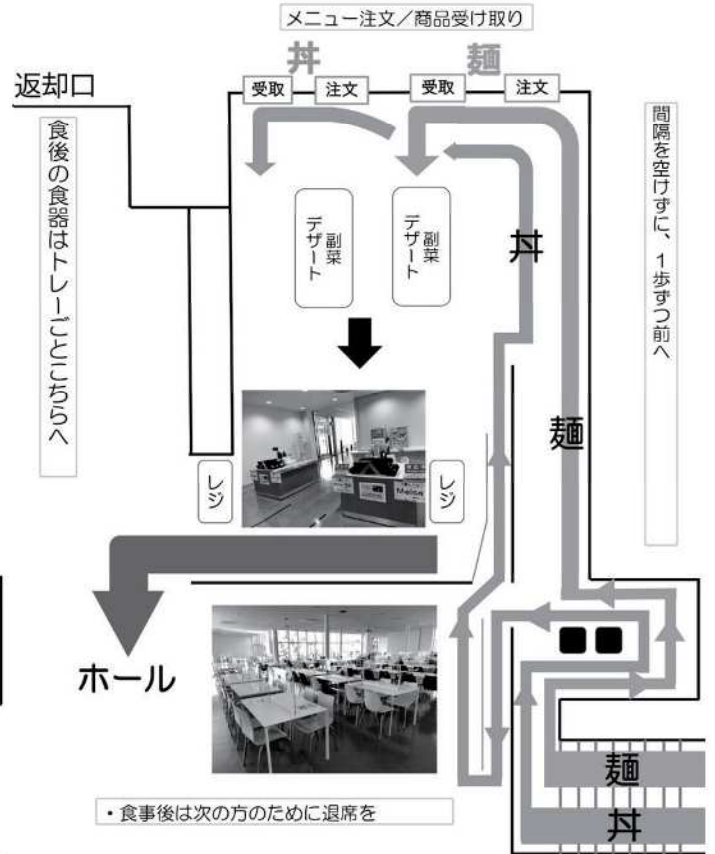 メニュー注文／商品受け取り
丼
麺
返却口
受取
注文
受取
注文
食後の食器はトレーごとこちらへ
間隔を空けずに、1歩ずつ前へ
副菜
デザート
副菜
デザート
丼
麺
レジ
レジ
ホール
麺
丼
・食事後は次の方のために退席を